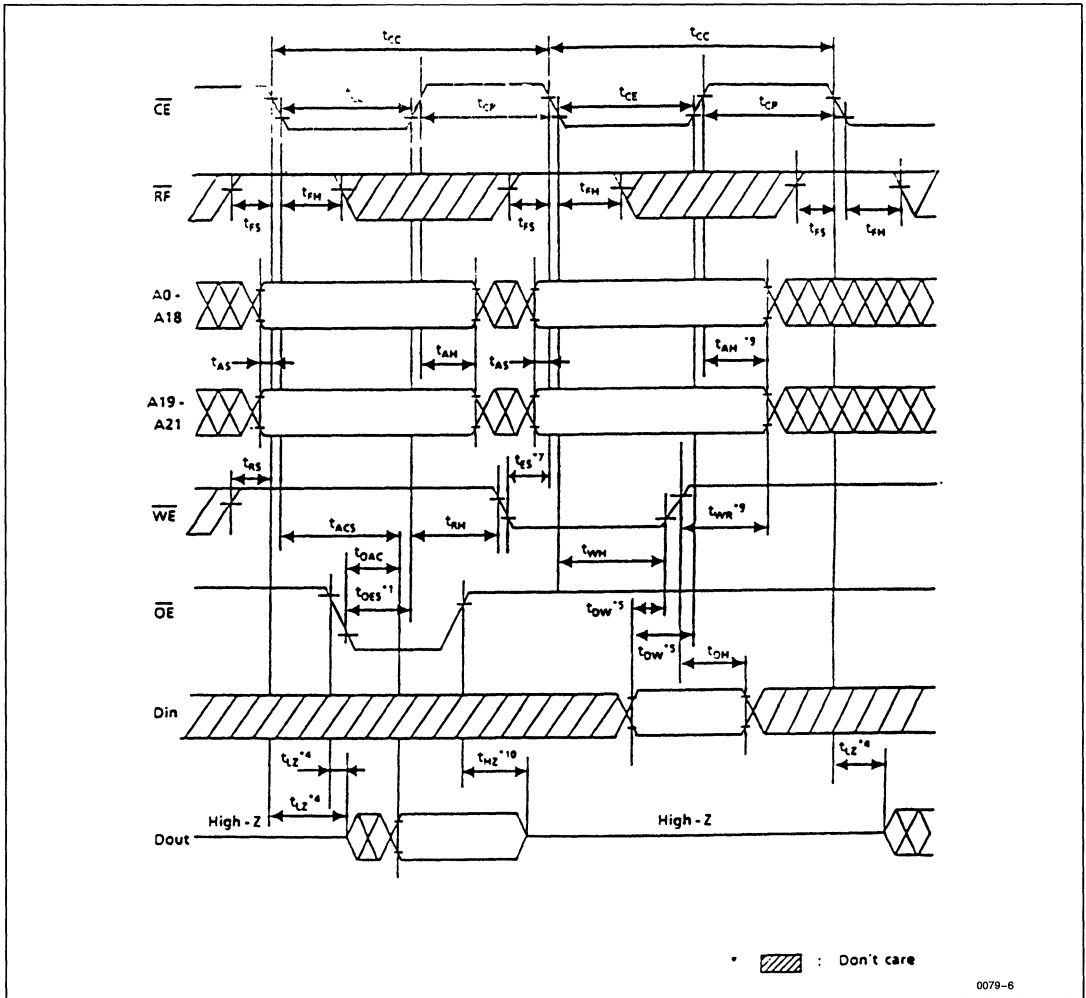 tCC tCC
CE tCP tCE tCP
RF tFS tFH tFS tFH tFS tFH
A0 -
A18
tAS tAH tAS tAH *9
A19 -
A21
tRS tES *7
WE tACS tRH tWR *9
tOAC tWH
OE tOES *1 tDW *5
tDW *5 tDH
Din
tLZ *4 tHZ *10 tLZ *4
tLZ *4
Dout High - Z High - Z
* : Don't care
0079-6